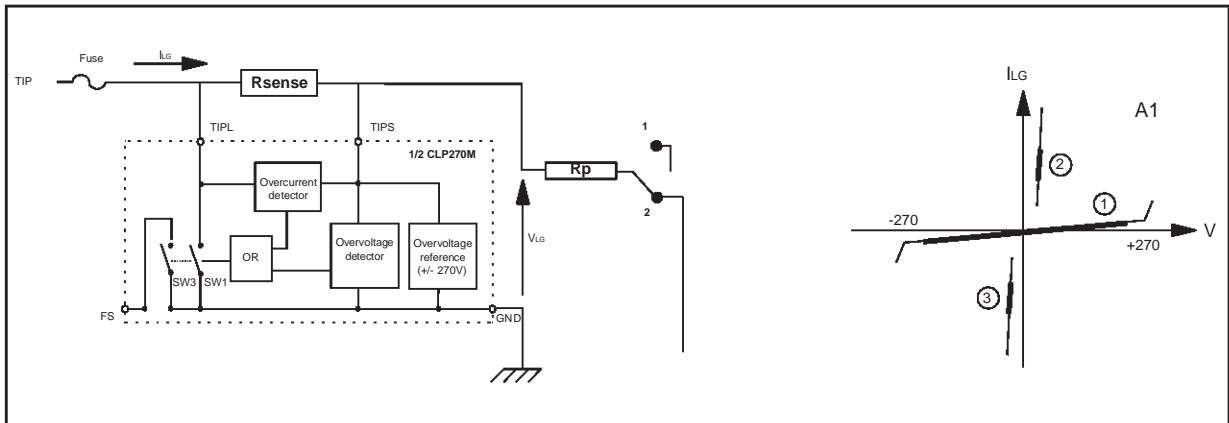 Fuse
ILG
TIP
Rsense
TIPL
TIPS
1/2 CLP270M
Overcurrent
detector
OR
Overvoltage
detector
Overvoltage
reference
(+/- 270V)
SW3
SW1
FS
GND
VLG
Rp
1
2
ILG
A1
2
1
-270
V
+270
3